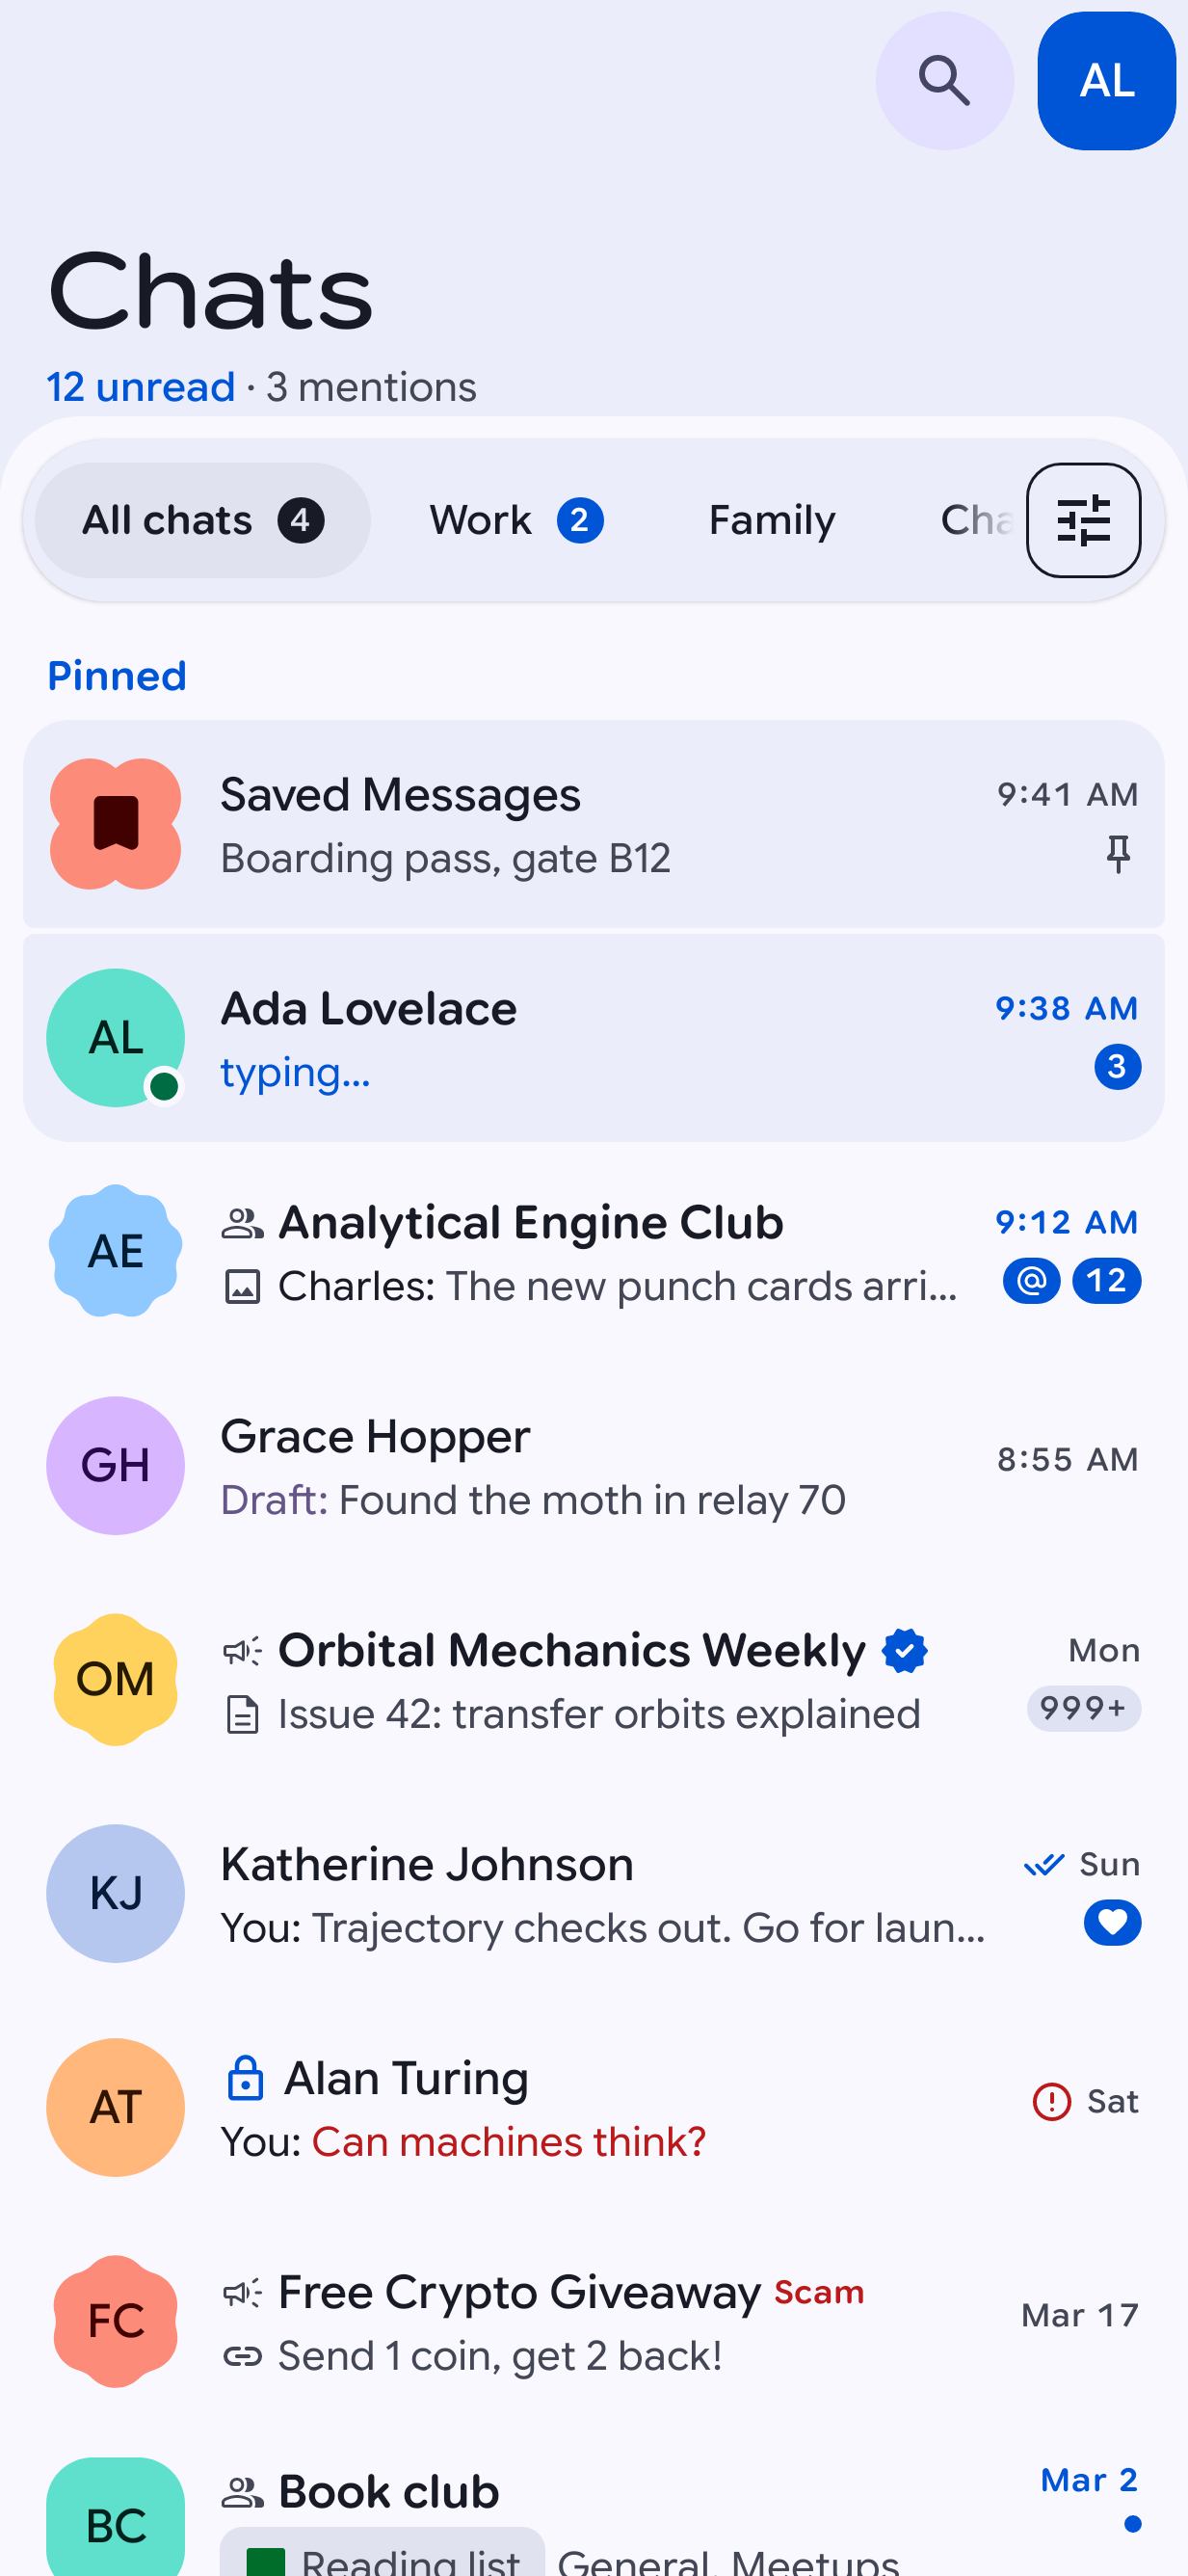 AL
Chats
12 unread · 3 mentions
All chats 4 Work 2 Family Cha
Pinned
Saved Messages 9:41 AM
Boarding pass, gate B12
AL
Ada Lovelace 9:38 AM
typing... 3
AE
Analytical Engine Club 9:12 AM
Charles: The new punch cards arri... @ 12
GH
Grace Hopper 8:55 AM
Draft: Found the moth in relay 70
OM
Orbital Mechanics Weekly Mon
Issue 42: transfer orbits explained 999+
KJ
Katherine Johnson Sun
You: Trajectory checks out. Go for laun...
AT
Alan Turing Sat
You: Can machines think?
FC
Free Crypto Giveaway Scam Mar 17
Send 1 coin, get 2 back!
BC
Book club Mar 2
Reading list General, Meetups